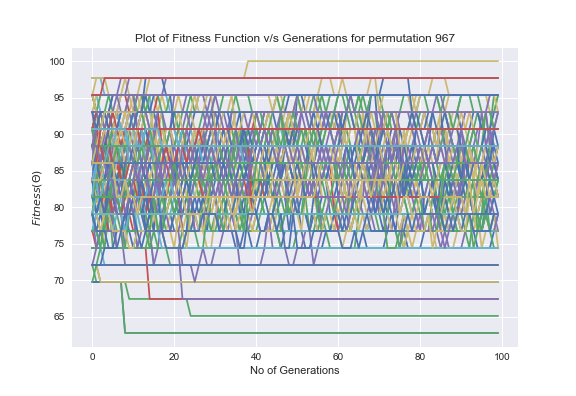 Plot of Fitness Function v/s Generations for permutation 967
Fitness(Θ)
100
95
90
85
80
75
70
65
0 20 40 60 80 100
No of Generations